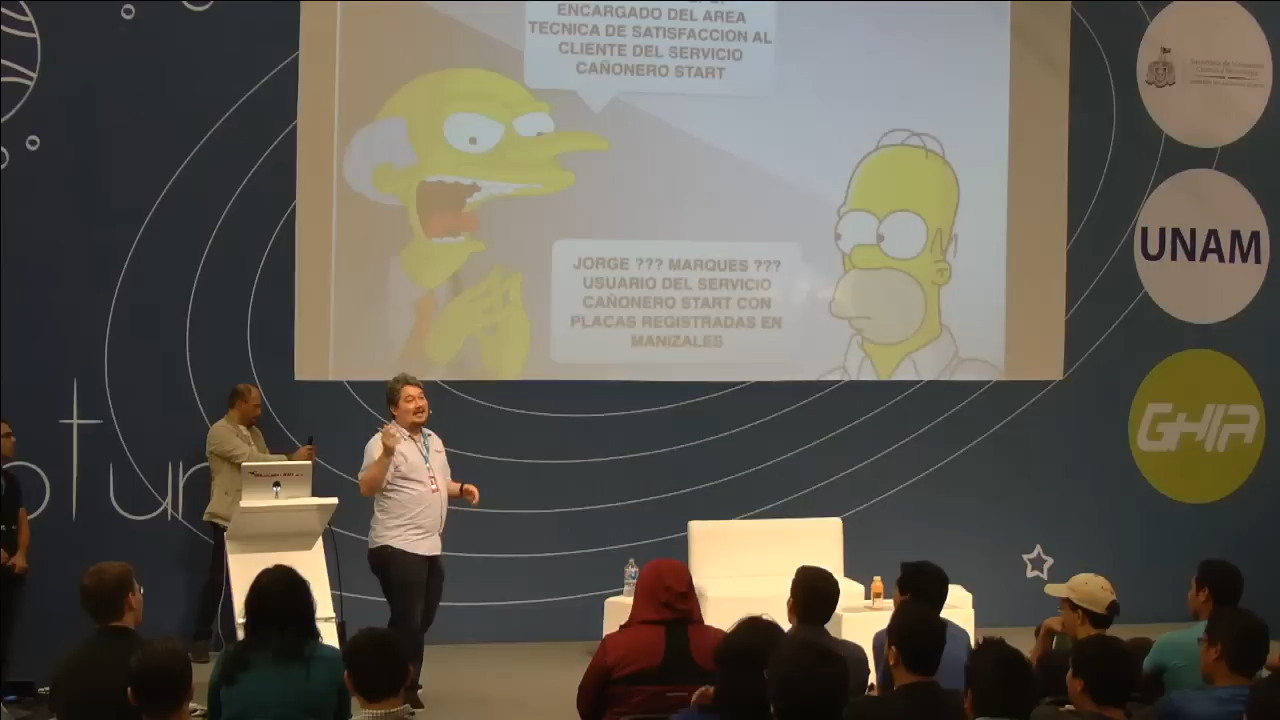 ENCARGADO DEL AREA
TECNICA DE SATISFACCION AL
CLIENTE DEL SERVICIO
CAÑONERO START
JORGE ??? MARQUES ???
USUARIO DEL SERVICIO
CAÑONERO START CON
PLACAS REGISTRADAS EN
MANIZALES
UNAM
GHIA
otun